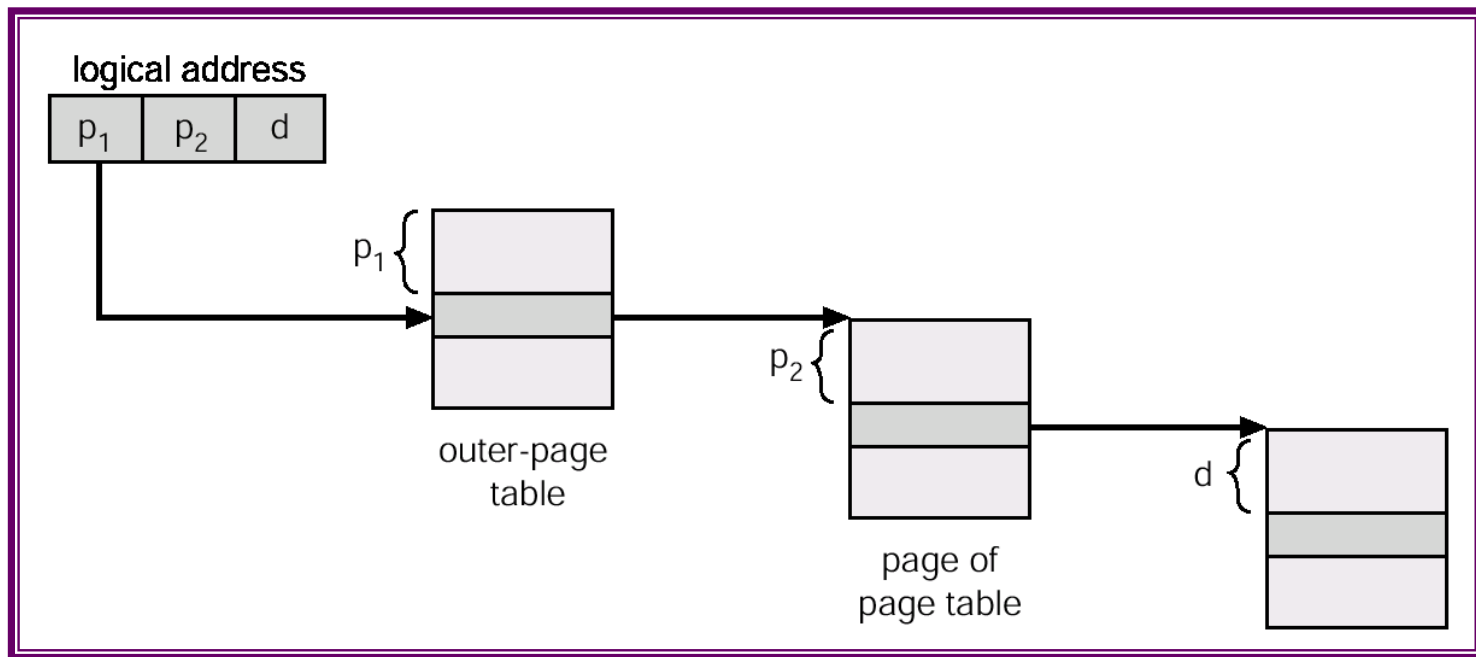 logical address
p₁ p₂ d
p₁
outer-page
table
p₂
page of
page table
d